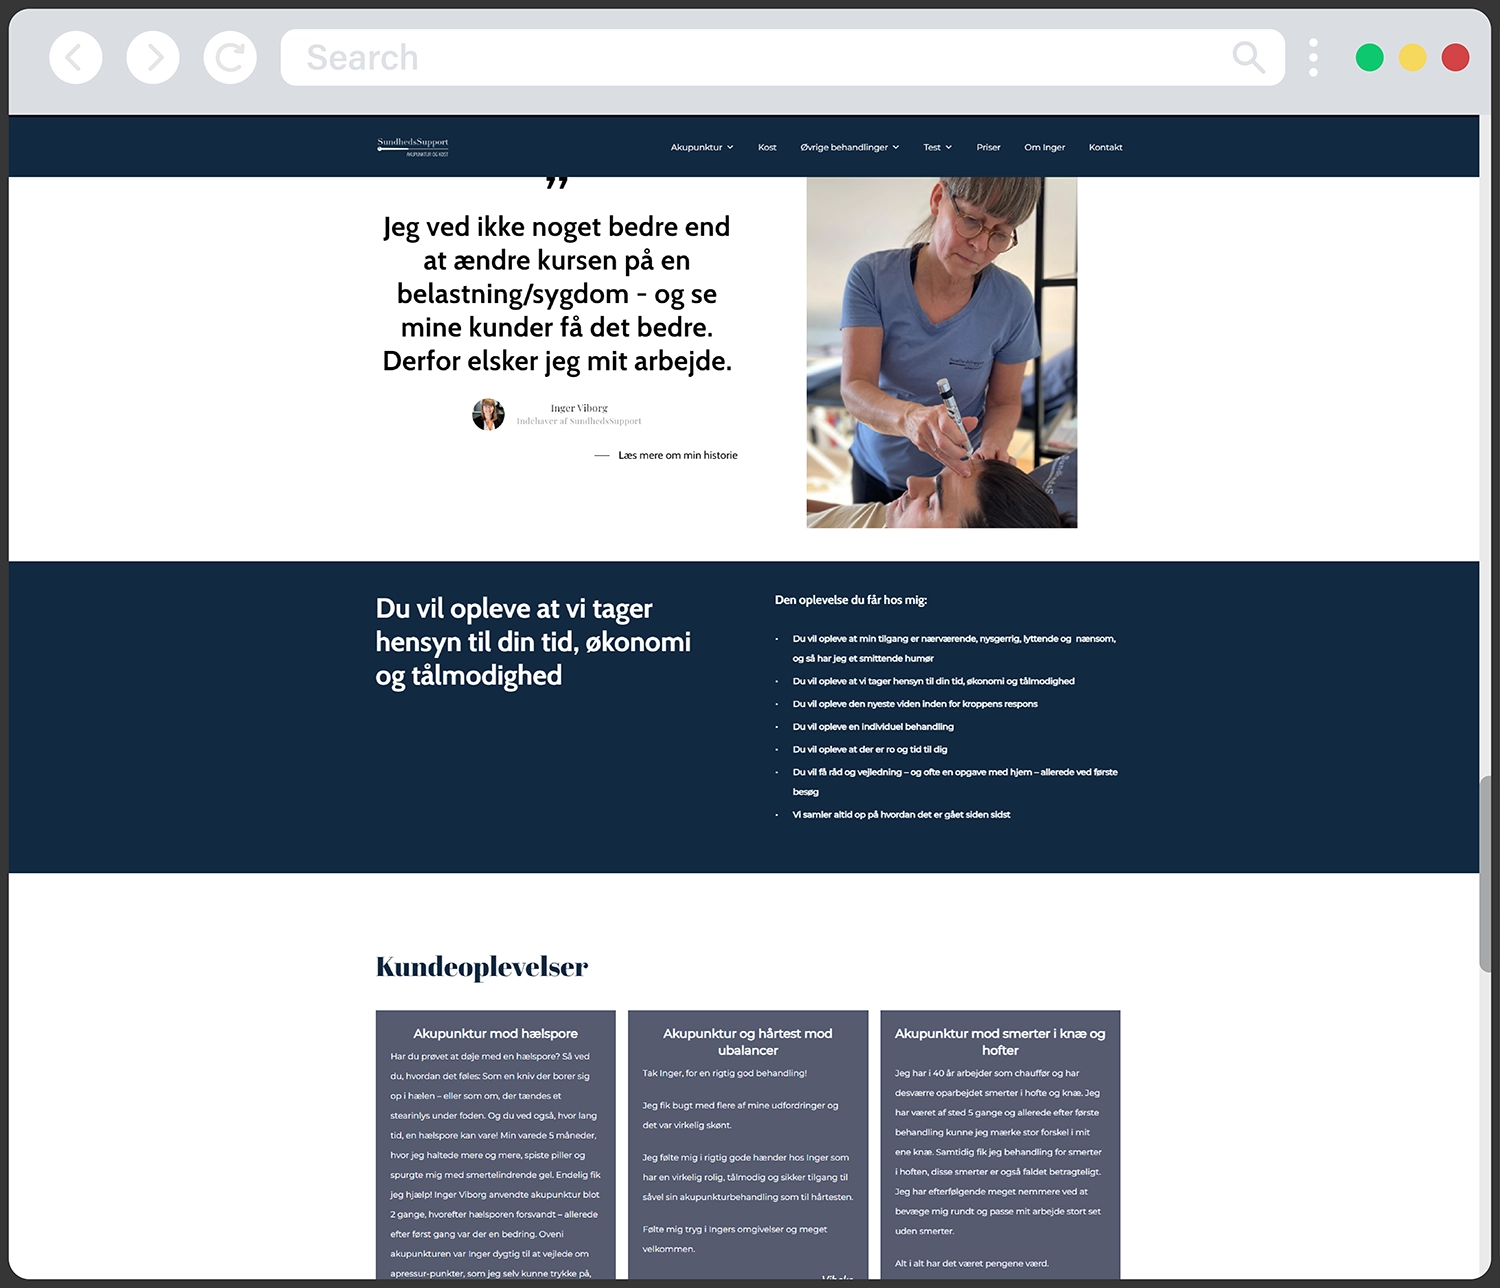 Search
SundhedsSupport
AKUPUNKTUR OG KOST
Akupunktur
Kost
Øvrige behandlinger
Test
Priser
Om Inger
Kontakt
”
Jeg ved ikke noget bedre end
at ændre kursen på en
belastning/sygdom - og se
mine kunder få det bedre.
Derfor elsker jeg mit arbejde.
Inger Viborg
Indehaver af SundhedsSupport
Læs mere om min historie
SundhedsSupport
Du vil opleve at vi tager
hensyn til din tid, økonomi
og tålmodighed
Den oplevelse du får hos mig:
• Du vil opleve at min tilgang er nærværende, nysgerrig, lyttende og nænsom,
og så har jeg et smittende humør
• Du vil opleve at vi tager hensyn til din tid, økonomi og tålmodighed
• Du vil opleve den nyeste viden inden for kroppens respons
• Du vil opleve en individuel behandling
• Du vil opleve at der er ro og tid til dig
• Du vil få råd og vejledning – og ofte en opgave med hjem – allerede ved første
besøg
• Vi samler altid op på hvordan det er gået siden sidst
Kundeoplevelser
Akupunktur mod hælspore
Har du prøvet at døje med en hælspore? Så ved
du, hvordan det føles: Som en kniv der borer sig
op i hælen – eller som om, der tændes et
stearinlys under foden. Og du ved også, hvor lang
tid, en hælspore kan vare! Min varede 5 måneder,
hvor jeg haltede mere og mere, spiste piller og
spurgte mig med smertelindrende gel. Endelig fik
jeg hjælp! Inger Viborg anvendte akupunktur blot
2 gange, hvorefter hælsporen forsvandt – allerede
efter først gang var der en bedring. Oveni
akupunkturen var Inger dygtig til at vejlede om
apressur-punkter, som jeg selv kunne trykke på,
Akupunktur og hårtest mod
ubalancer
Tak Inger, for en rigtig god behandling!
Jeg fik bugt med flere af mine udfordringer og
det var virkelig skønt.
Jeg følte mig i rigtig gode hænder hos Inger som
har en virkelig rolig, tålmodig og sikker tilgang til
såvel sin akupunkturbehandling som til hårtesten.
Følte mig tryg i Ingers omgivelser og meget
velkommen.
Akupunktur mod smerter i knæ og
hofter
Jeg har i 40 år arbejder som chauffør og har
desværre oparbejdet smerter i hofte og knæ. Jeg
har været af sted 5 gange og allerede efter første
behandling kunne jeg mærke stor forskel i mit
ene knæ. Samtidig fik jeg behandling for smerter
i hoften, disse smerter er også faldet betragteligt.
Jeg har efterfølgende meget nemmere ved at
bevæge mig rundt og passe mit arbejde stort set
uden smerter.
Alt i alt har det været pengene værd.